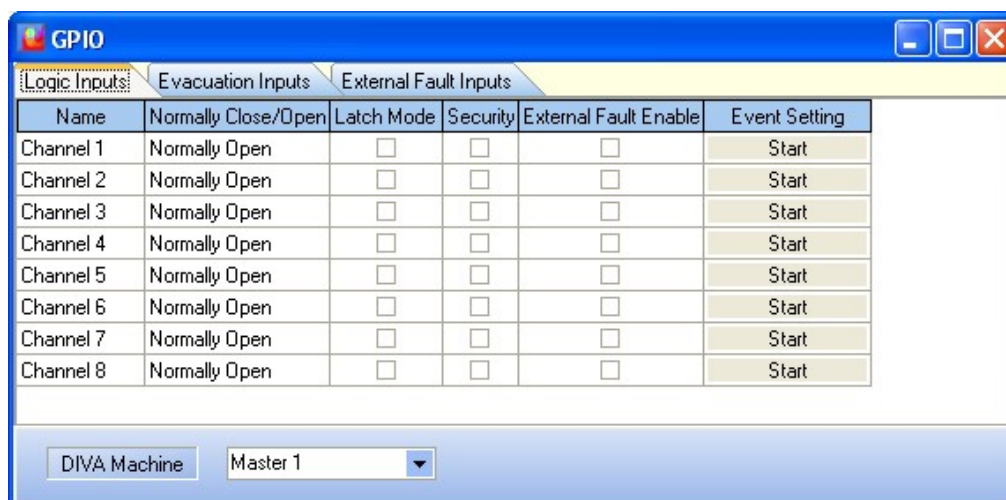 GPIO
Logic Inputs Evacuation Inputs External Fault Inputs
Name Normally Close/Open Latch Mode Security External Fault Enable Event Setting
Channel 1 Normally Open Start
Channel 2 Normally Open Start
Channel 3 Normally Open Start
Channel 4 Normally Open Start
Channel 5 Normally Open Start
Channel 6 Normally Open Start
Channel 7 Normally Open Start
Channel 8 Normally Open Start
DIVA Machine Master 1